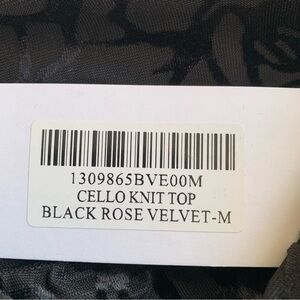 1309865BVE00M
CELLO KNIT TOP
BLACK ROSE VELVET-M